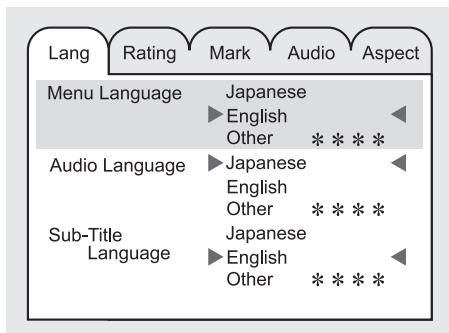 Lang Rating Mark Audio Aspect
Menu Language Japanese
English
Other ＊＊＊＊
Audio Language Japanese
English
Other ＊＊＊＊
Sub-Title Japanese
Language English
Other ＊＊＊＊